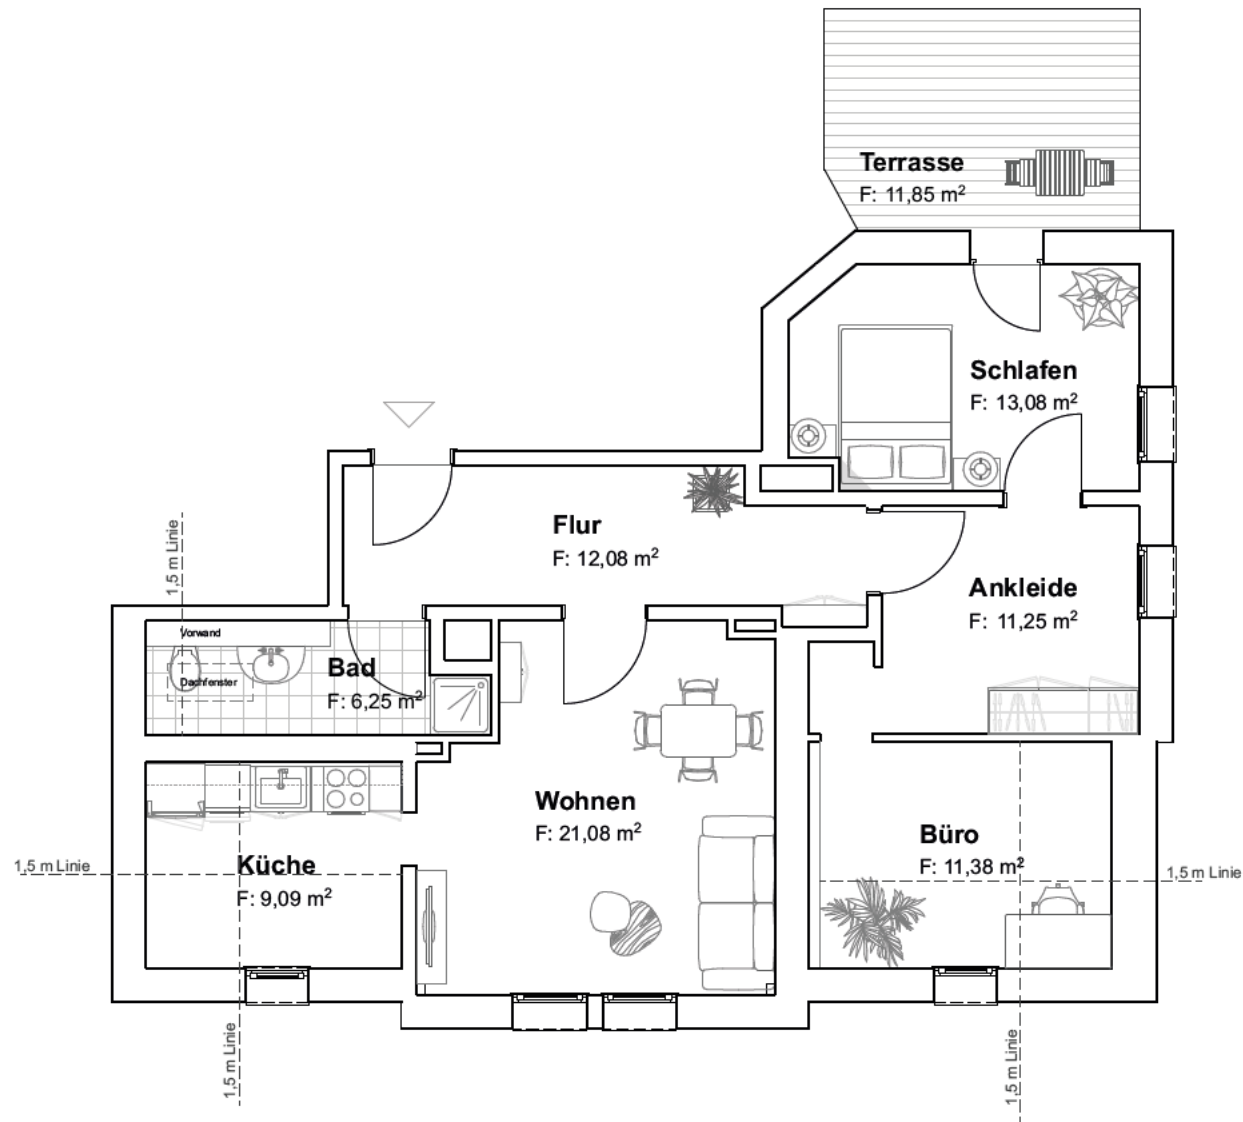 Terrasse
F: 11,85 m²
Schlafen
F: 13,08 m²
Flur
F: 12,08 m²
1,5 m Linie
Ankleide
F: 11,25 m²
Vorwand
Bad
Dachfenster
F: 6,25 m²
Wohnen
F: 21,08 m²
Büro
F: 11,38 m²
Küche
F: 9,09 m²
1,5 m Linie
1,5 m Linie
1,5 m Linie
1,5 m Linie